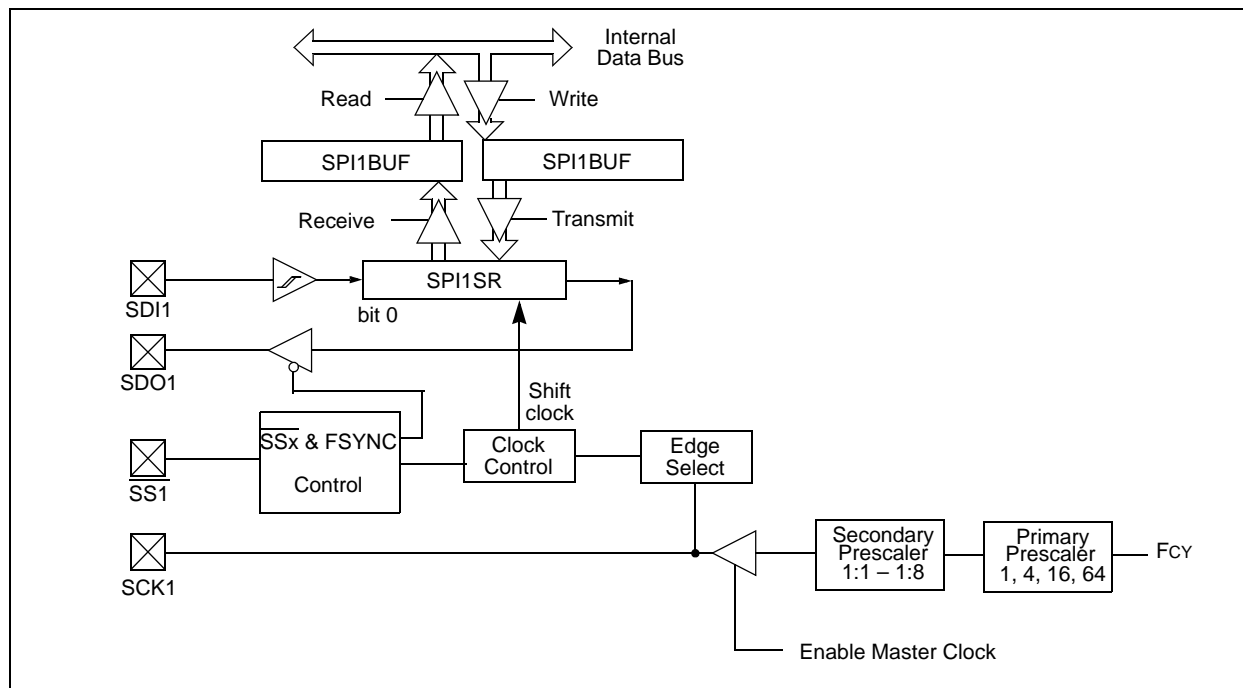 Internal
Data Bus
Read
Write
SPI1BUF
SPI1BUF
Receive
Transmit
SDI1
SPI1SR
bit 0
SDO1
Shift
clock
SS1
SSx & FSYNC
Control
Clock
Control
Edge
Select
SCK1
Secondary
Prescaler
1:1 – 1:8
Primary
Prescaler
1, 4, 16, 64
FCY
Enable Master Clock